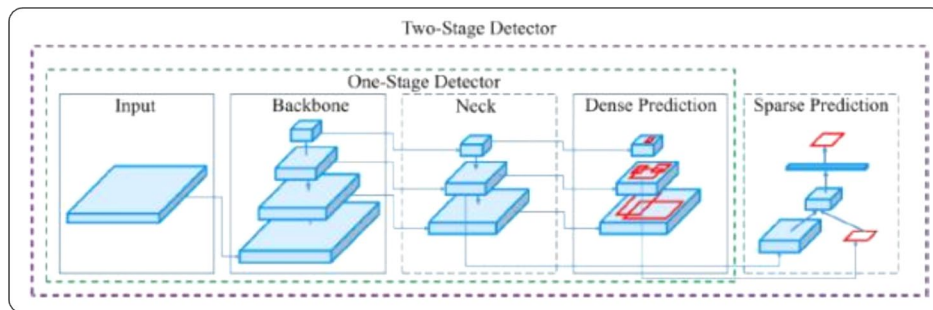 Two-Stage Detector
One-Stage Detector
Input
Backbone
Neck
Dense Prediction
Sparse Prediction